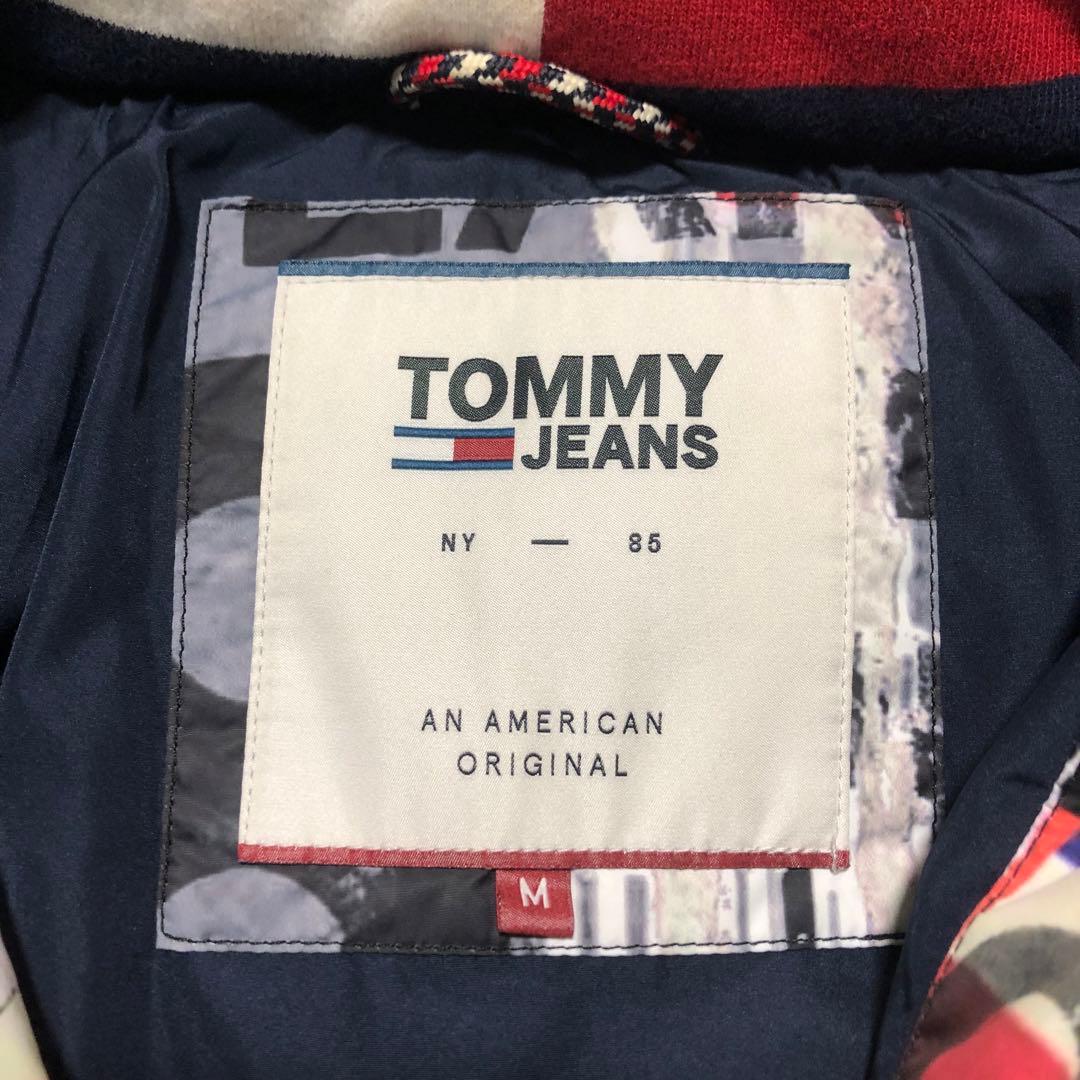 TOMMY
JEANS
NY — 85
AN AMERICAN
ORIGINAL
M